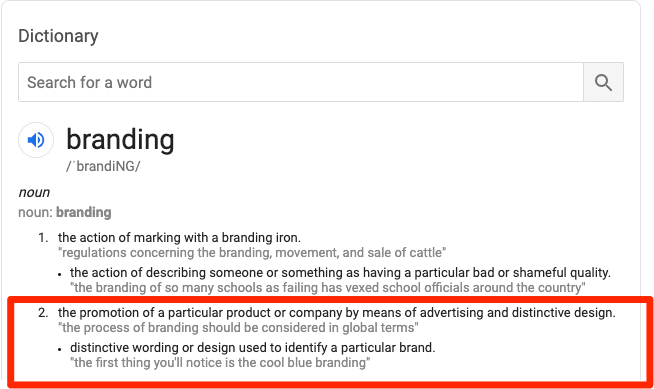 Dictionary
Search for a word
branding
/ˈbrandiNG/
noun
noun: branding
1. the action of marking with a branding iron.
"regulations concerning the branding, movement, and sale of cattle"
• the action of describing someone or something as having a particular bad or shameful quality.
"the branding of so many schools as failing has vexed school officials around the country"
2. the promotion of a particular product or company by means of advertising and distinctive design.
"the process of branding should be considered in global terms"
• distinctive wording or design used to identify a particular brand.
"the first thing you'll notice is the cool blue branding"